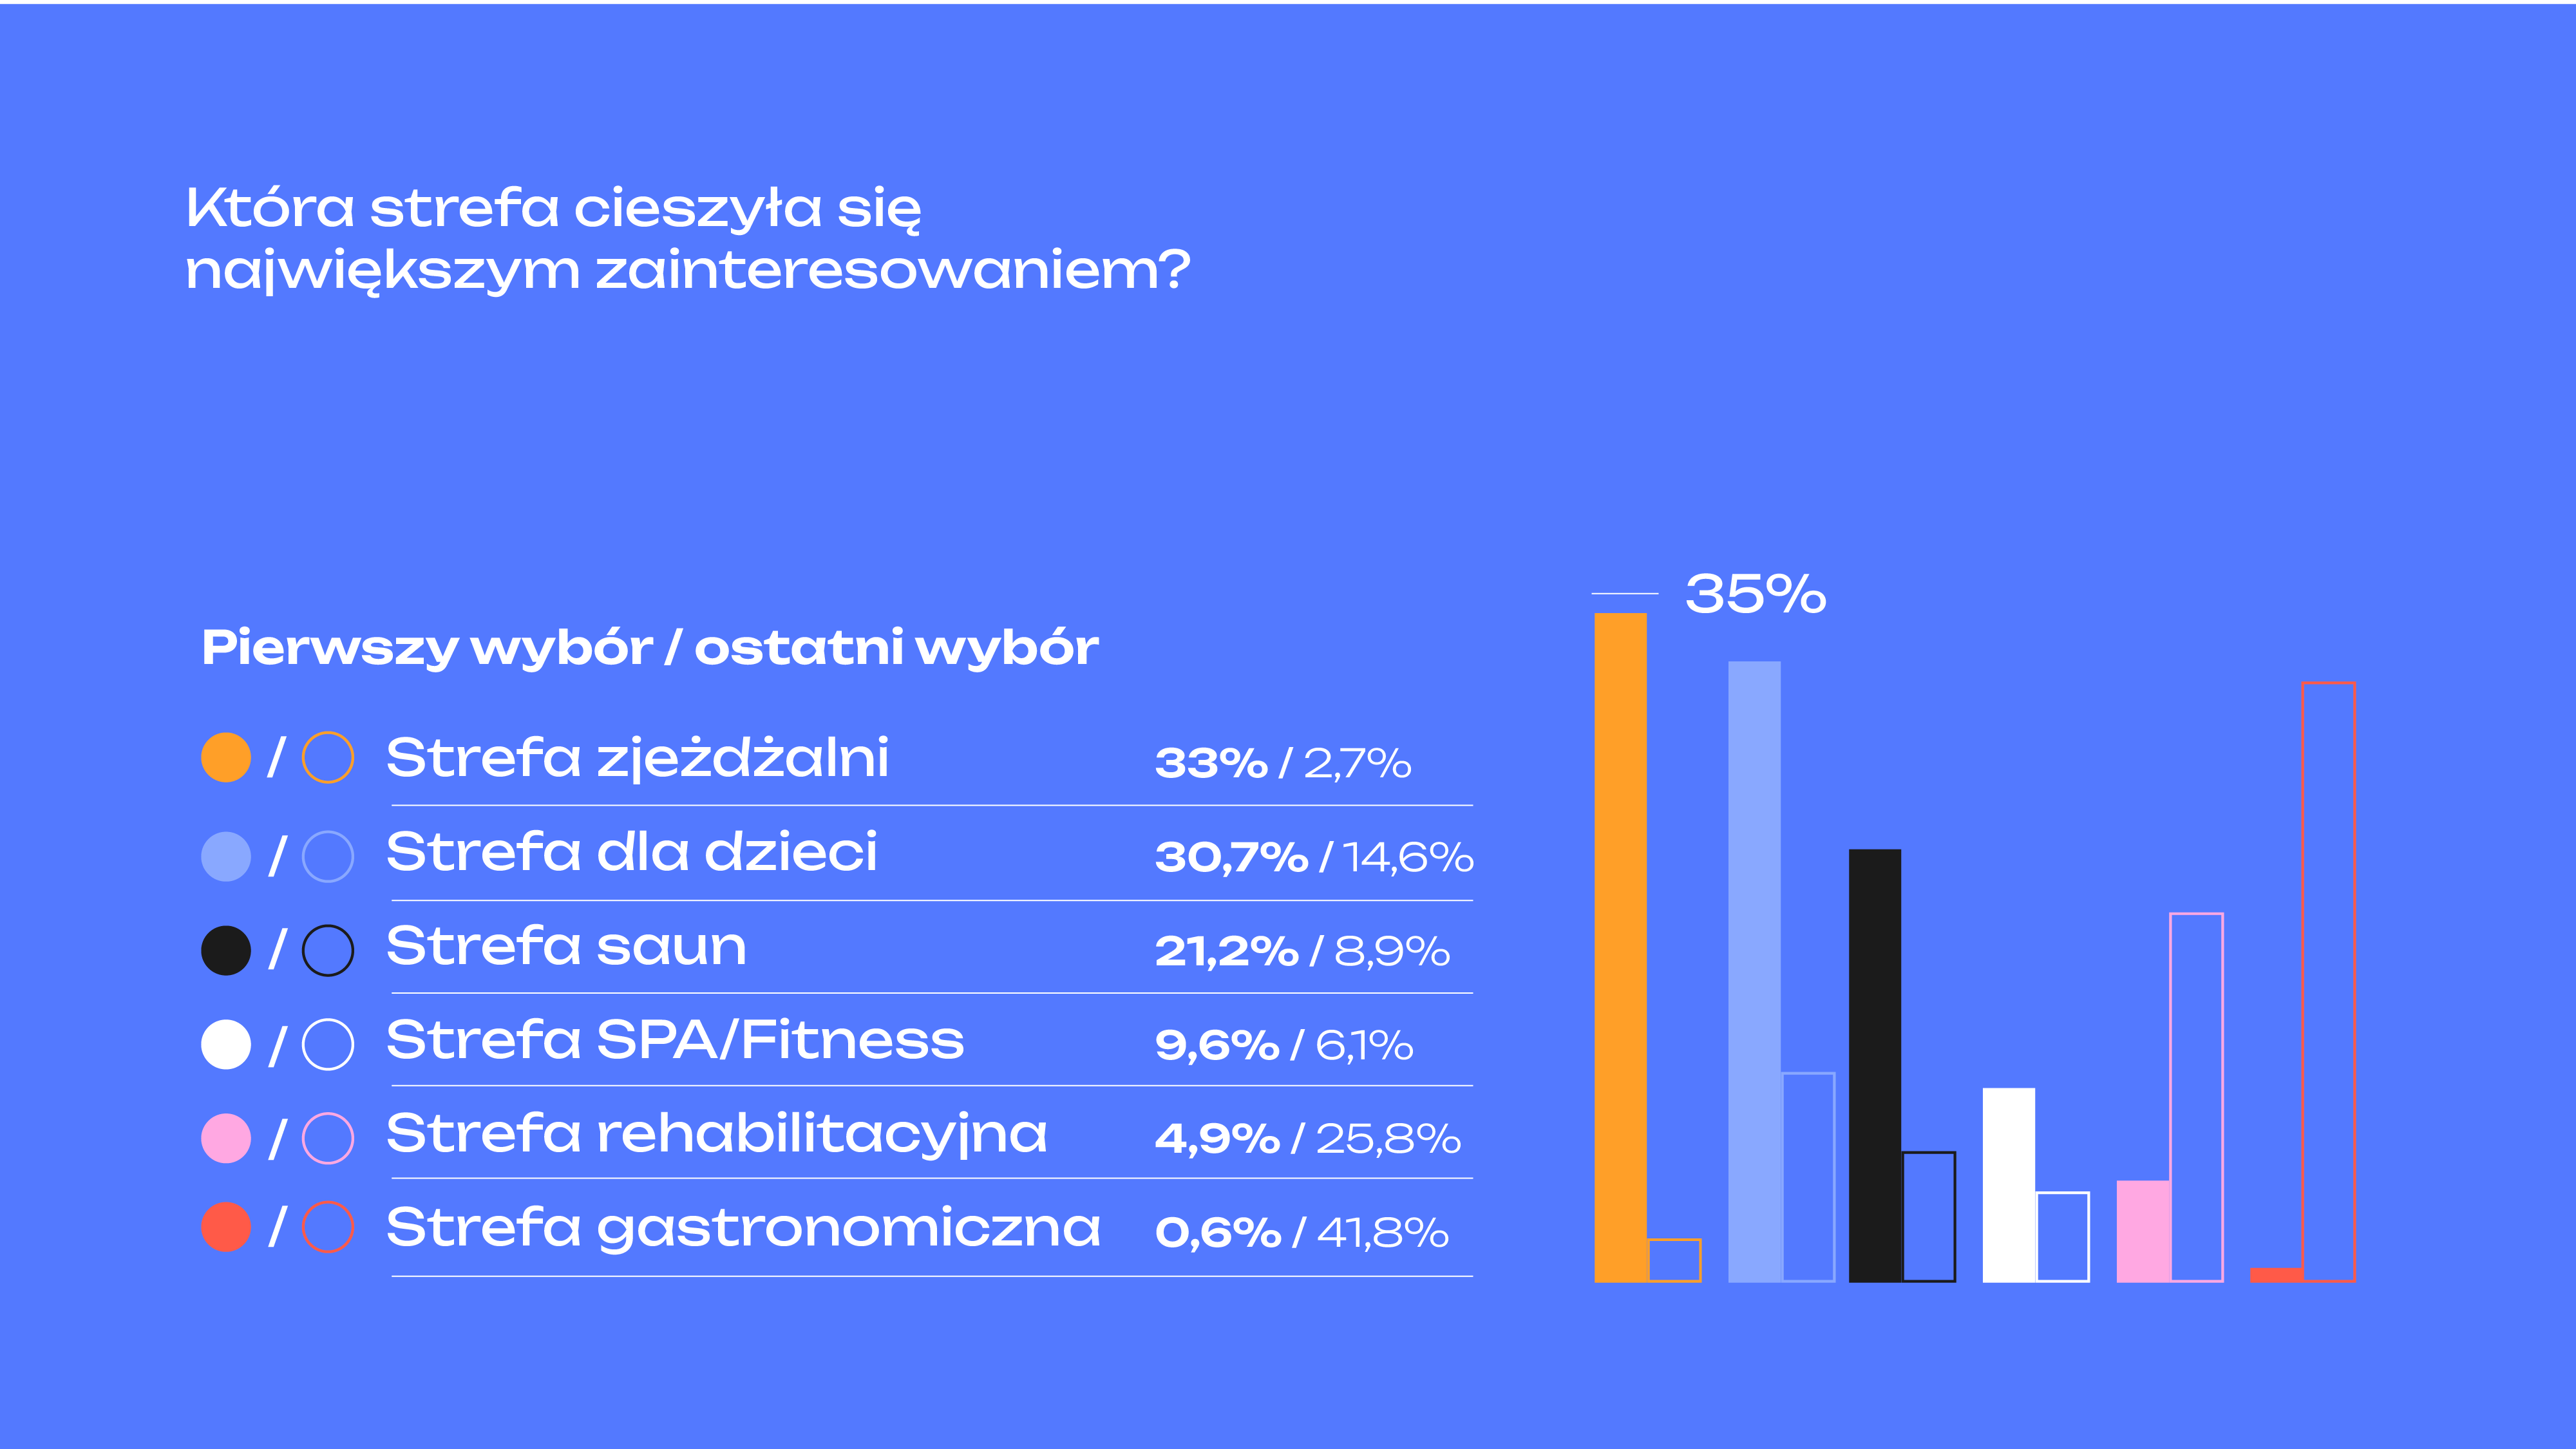 Która strefa cieszyła się
największym zainteresowaniem?
35%
Pierwszy wybór / ostatni wybór
/ Strefa zjeżdżalni 33% / 2,7%
/ Strefa dla dzieci 30,7% / 14,6%
/ Strefa saun 21,2% / 8,9%
/ Strefa SPA/Fitness 9,6% / 6,1%
/ Strefa rehabilitacyjna 4,9% / 25,8%
/ Strefa gastronomiczna 0,6% / 41,8%